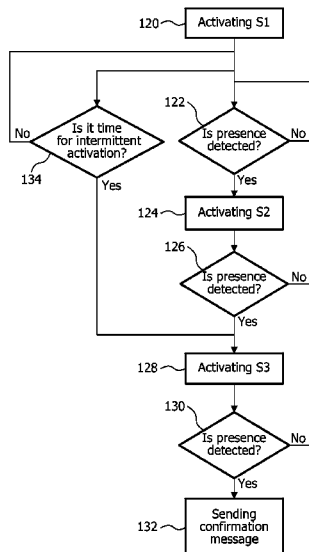 120
Activating S1
122
Is presence
detected?
No
Yes
No
Is it time
for intermittent
activation?
134
Yes
124
Activating S2
126
Is presence
detected?
No
Yes
128
Activating S3
130
Is presence
detected?
No
Yes
132
Sending
confirmation
message